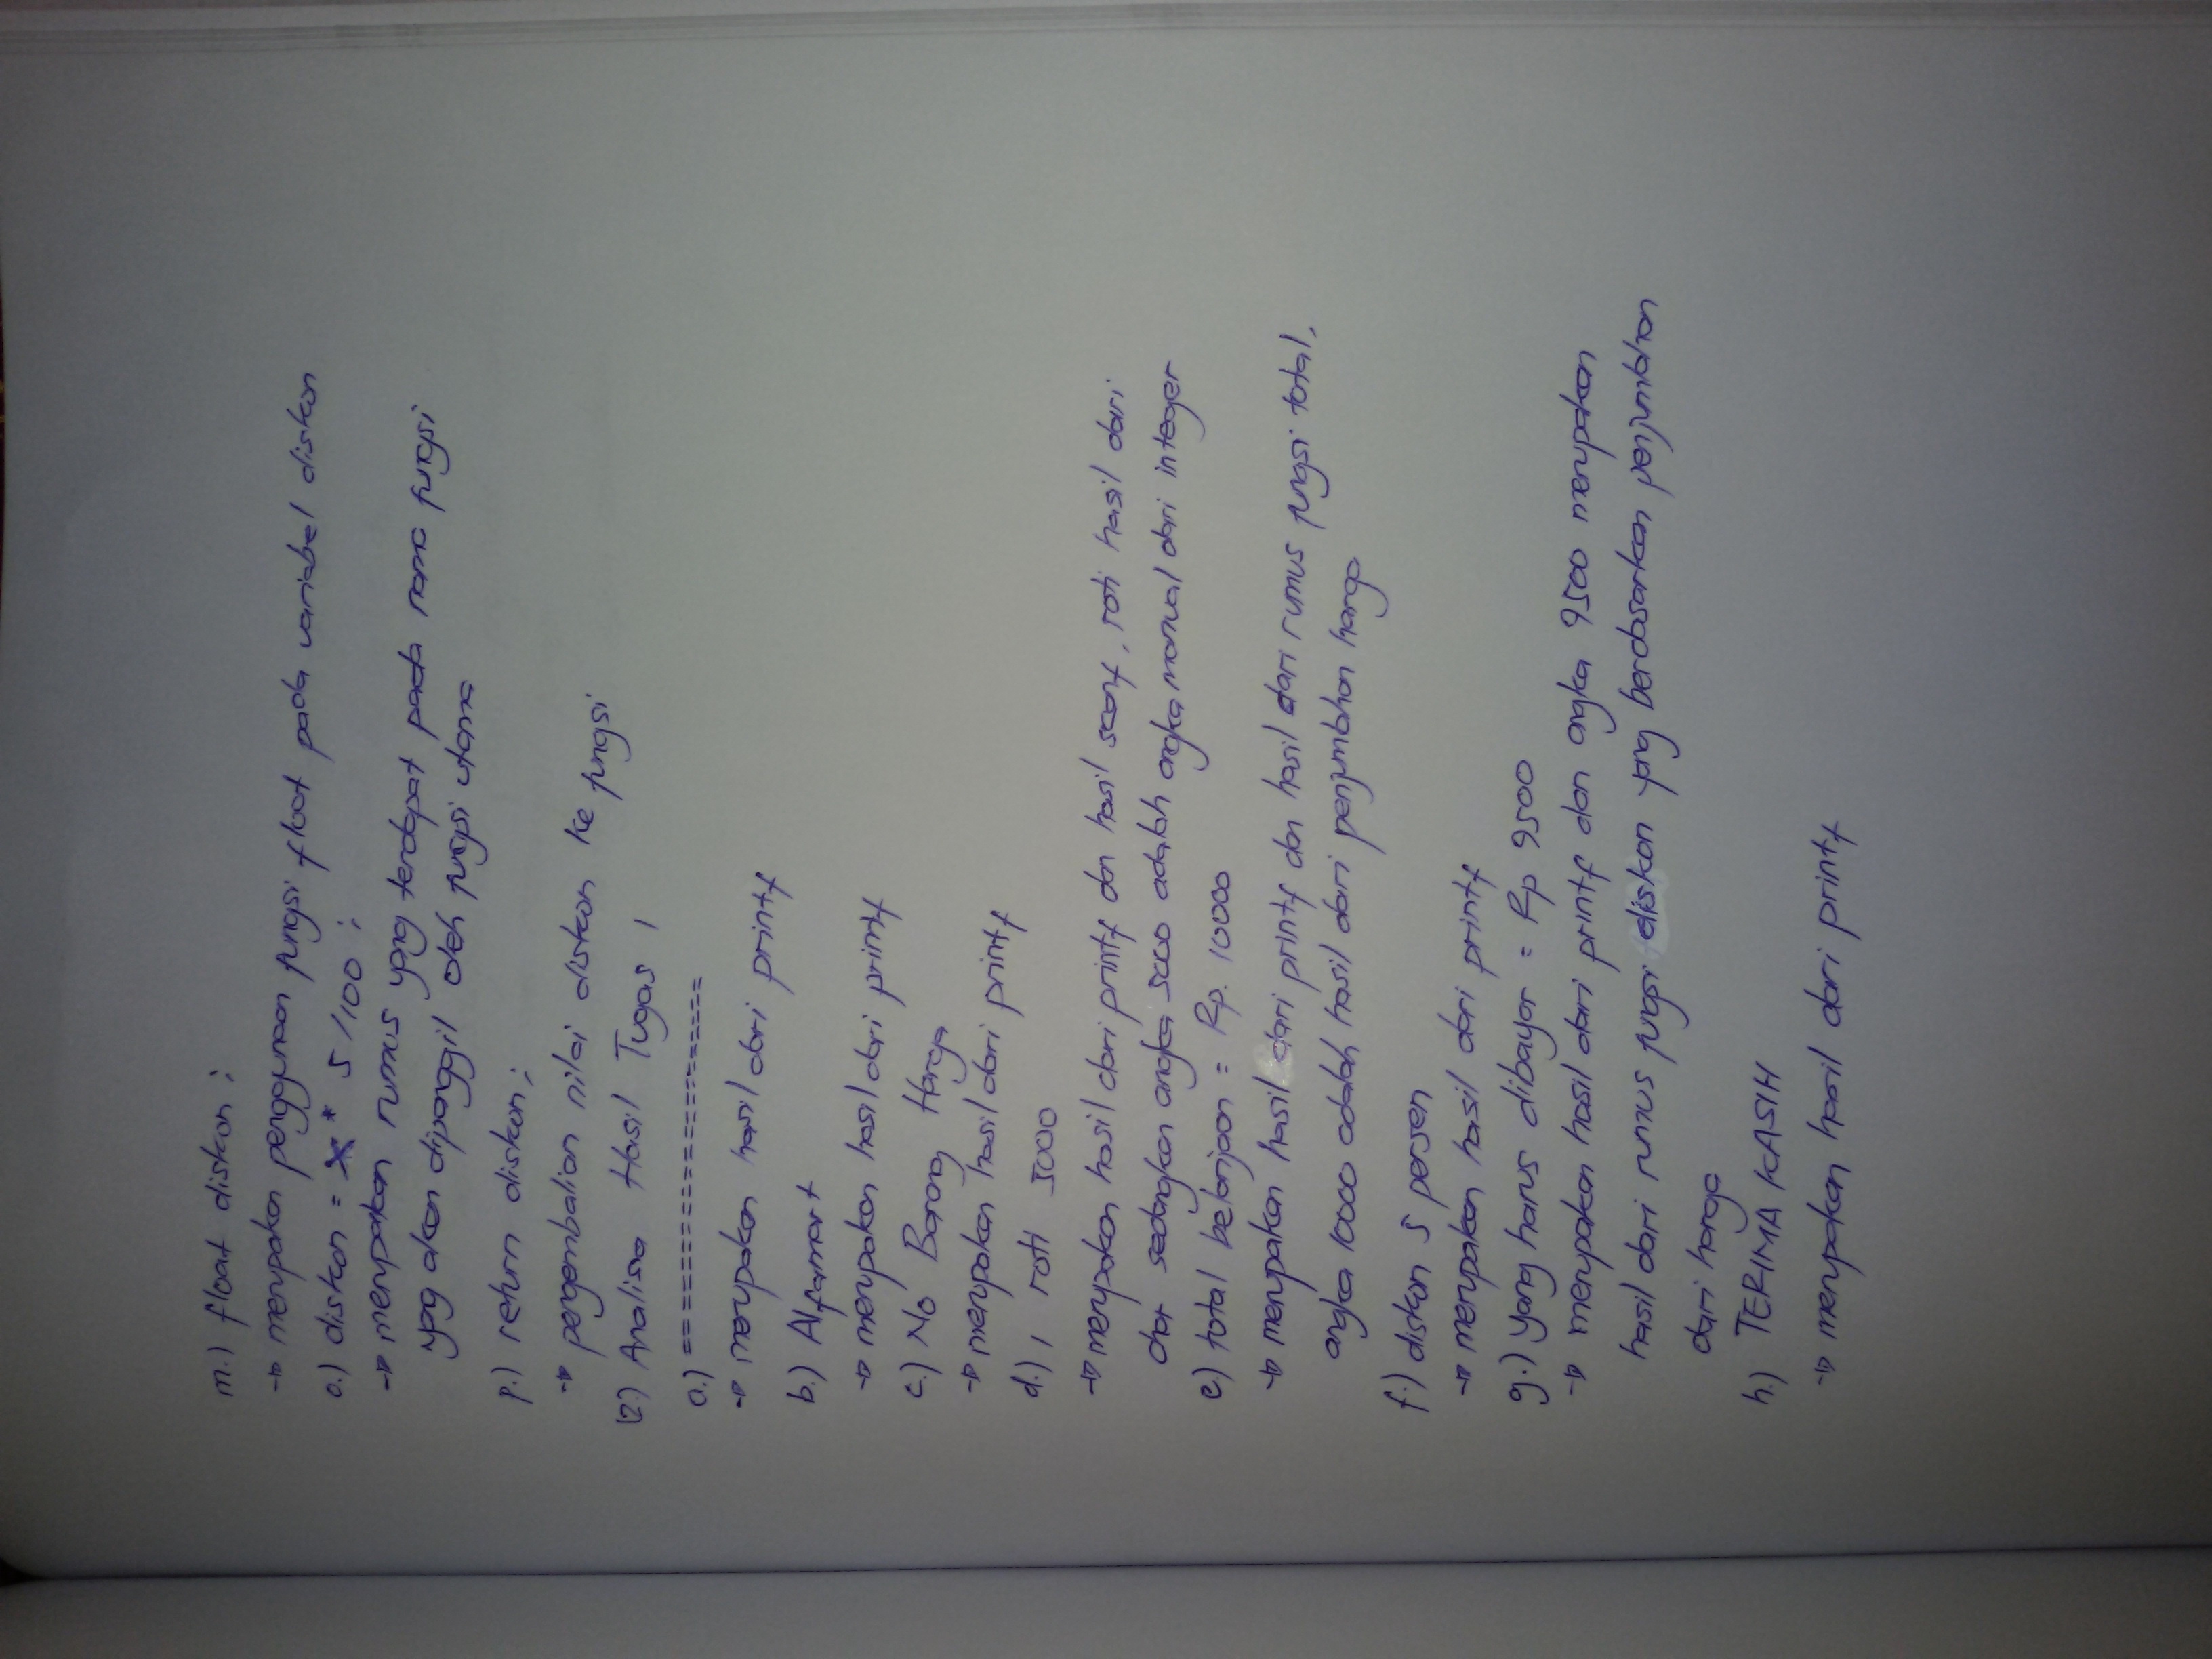 m.) float diskon ;
→ merupakan penggunaan fungsi float pada variabel diskon
o.) diskon = x * 5 /100 ;
→ merupakan rumus yang terdapat pada nama fungsi
yang akan dipanggil oleh fungsi utama
p.) return diskon ;
→ pengembalian nilai diskon ke fungsi
(2.) Analisa Hasil Tugas 1
a.) ==================
→ merupakan hasil dari printf
b.) Alfamart
→ merupakan hasil dari printf
c.) No Barang Harga
→ merupakan hasil dari printf
d.) 1 roti 5000
→ merupakan hasil dari printf dan hasil scanf, roti hasil dari
char sedangkan angka 5000 adalah angka manual dari integer
e) total belanjaan = Rp. 10000
→ merupakan hasil dari printf dan hasil dari rumus fungsi total,
angka 10000 adalah hasil dari penjumlahan harga
f.) diskon 5 persen
→ merupakan hasil dari printf
g.) yang harus dibayar = Rp 9500
→ merupakan hasil dari printf dan angka 9500 merupakan
hasil dari rumus fungsi diskon yang berdasarkan penjumlahan
dari harga
h.) TERIMA KASIH
→ merupakan hasil dari printf